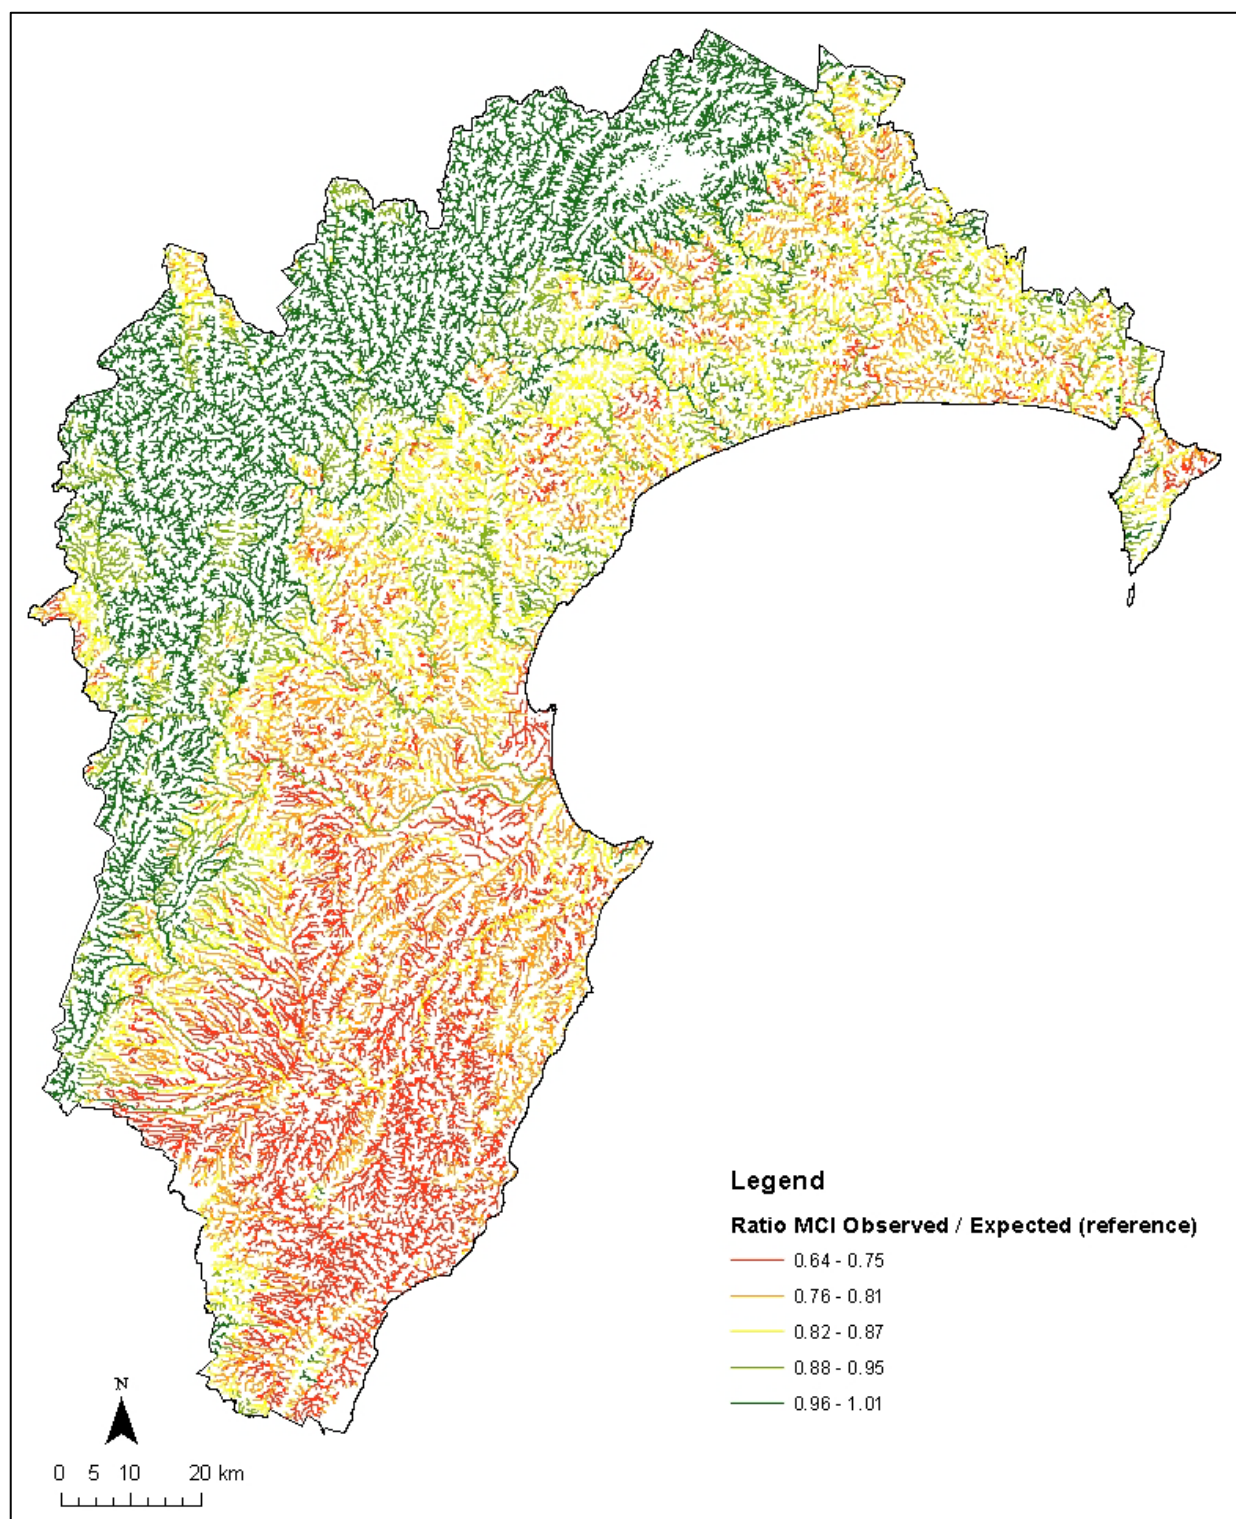 Legend
Ratio MCI Observed / Expected (reference)
0.64 - 0.75
0.76 - 0.81
0.82 - 0.87
0.88 - 0.95
0.96 - 1.01
N
0 5 10 20 km